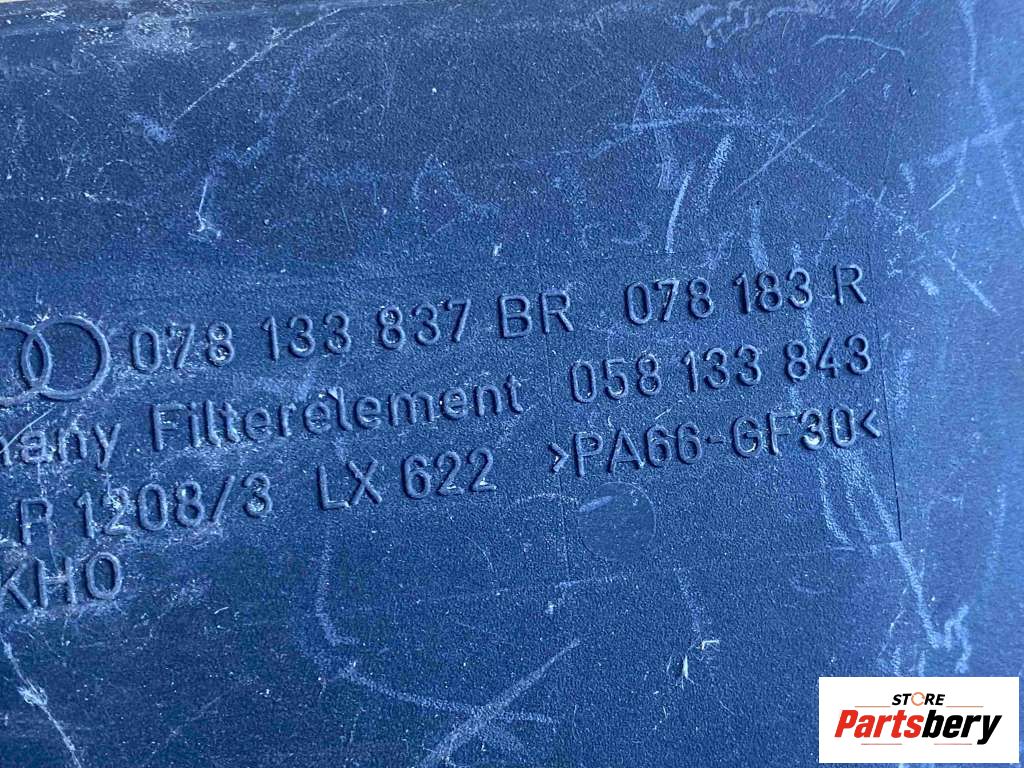 078 133 837 BR 078 183 R
Filterelement 058 133 843
1208/3 LX 622 >PA66-GF30<
KHO
STORE
Partsbery